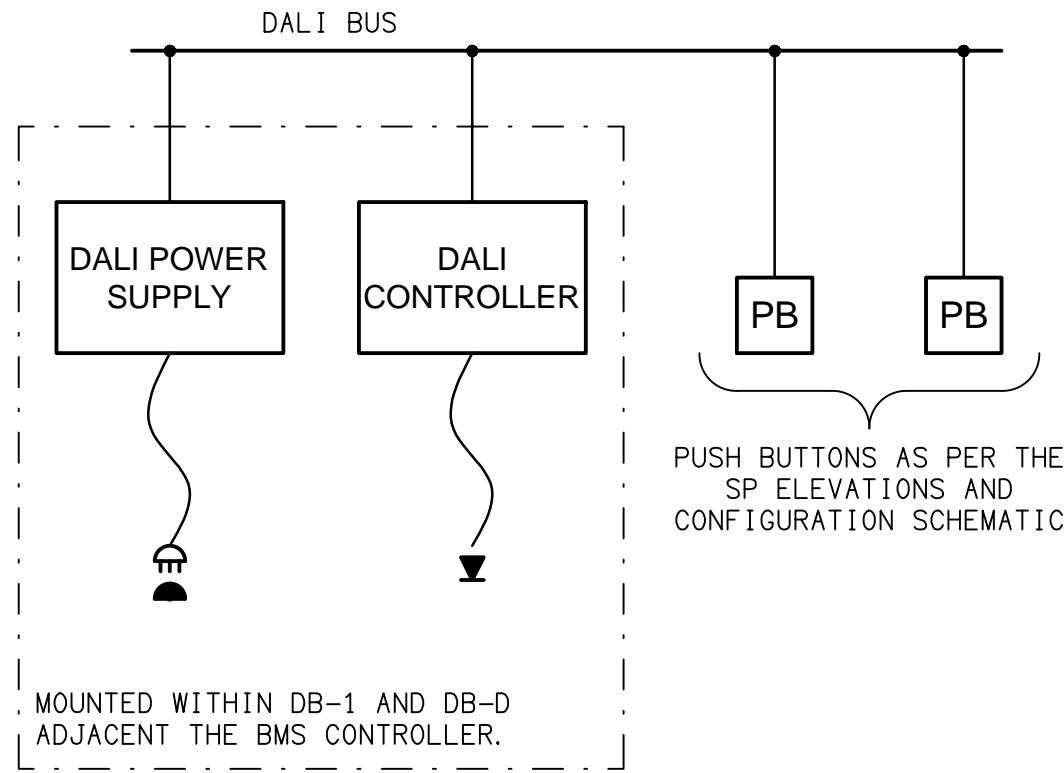 DALI BUS
DALI POWER
SUPPLY
DALI
CONTROLLER
PB
PB
PUSH BUTTONS AS PER THE
SP ELEVATIONS AND
CONFIGURATION SCHEMATIC
MOUNTED WITHIN DB-1 AND DB-D
ADJACENT THE BMS CONTROLLER.